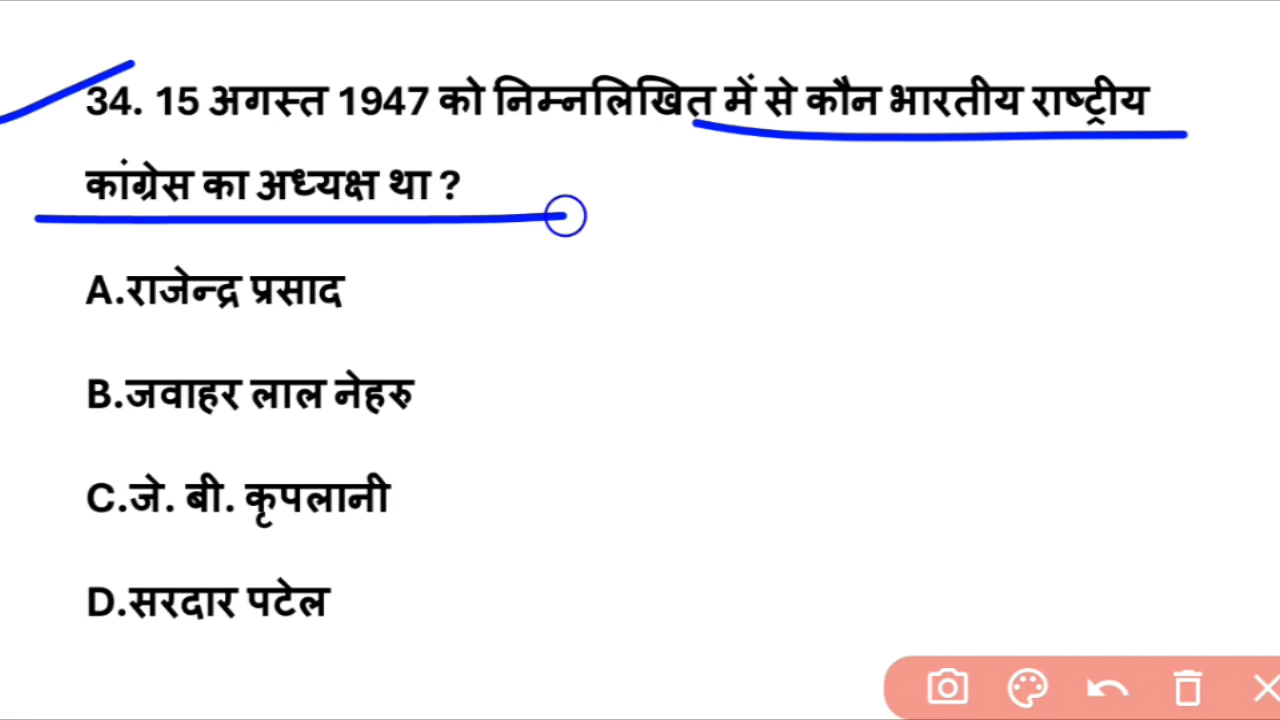 34. 15 अगस्त 1947 को निम्नलिखित में से कौन भारतीय राष्ट्रीय
कांग्रेस का अध्यक्ष था ?
A.राजेन्द्र प्रसाद
B.जवाहर लाल नेहरु
C.जे. बी. कृपलानी
D.सरदार पटेल